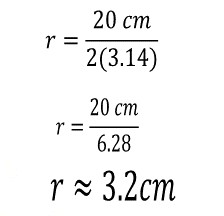 r = 20 cm / 2(3.14)
r = 20 cm / 6.28
r ≈ 3.2cm